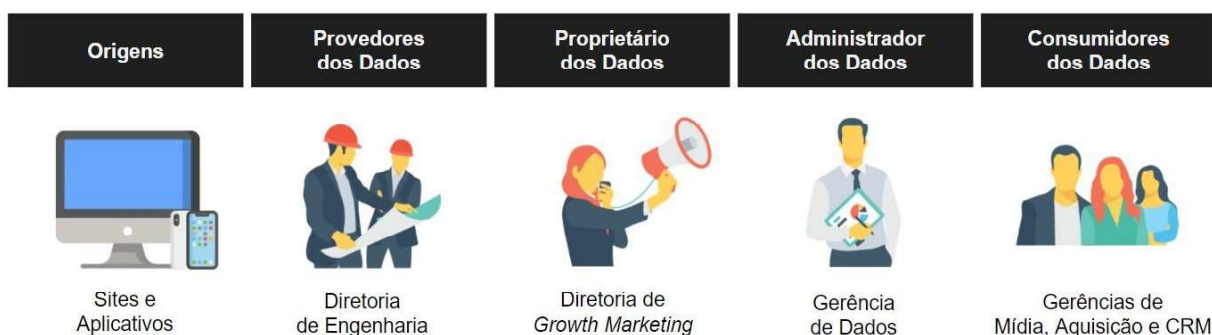 Origens
Provedores
dos Dados
Proprietário
dos Dados
Administrador
dos Dados
Consumidores
dos Dados
Sites e
Aplicativos
Diretoria
de Engenharia
Diretoria de
Growth Marketing
Gerência
de Dados
Gerências de
Mídia, Aquisição e CRM